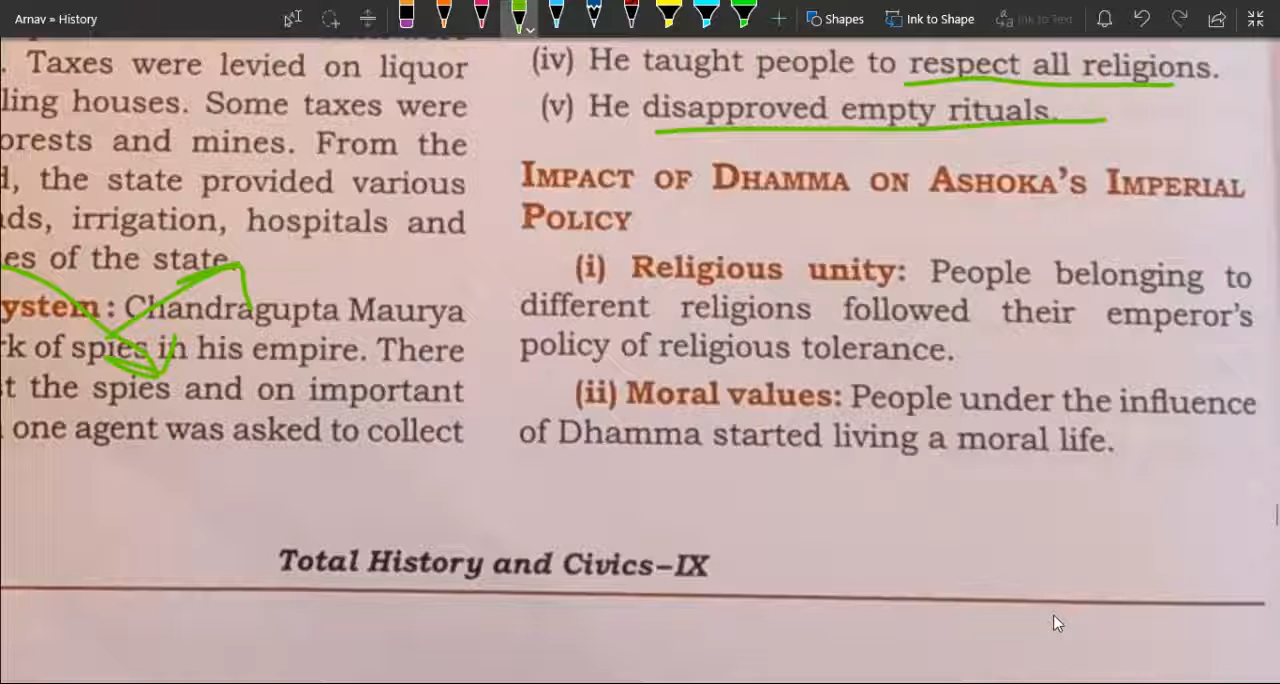 Arnav » History
Shapes
Ink to Shape
Ink to Text
. Taxes were levied on liquor
ling houses. Some taxes were
orests and mines. From the
, the state provided various
ds, irrigation, hospitals and
es of the state.
ystem: Chandragupta Maurya
rk of spies in his empire. There
t the spies and on important
one agent was asked to collect
(iv) He taught people to respect all religions.
(v) He disapproved empty rituals.
IMPACT OF DHAMMA ON ASHOKA'S IMPERIAL
POLICY
(i) Religious unity: People belonging to
different religions followed their emperor's
policy of religious tolerance.
(ii) Moral values: People under the influence
of Dhamma started living a moral life.
Total History and Civics–IX